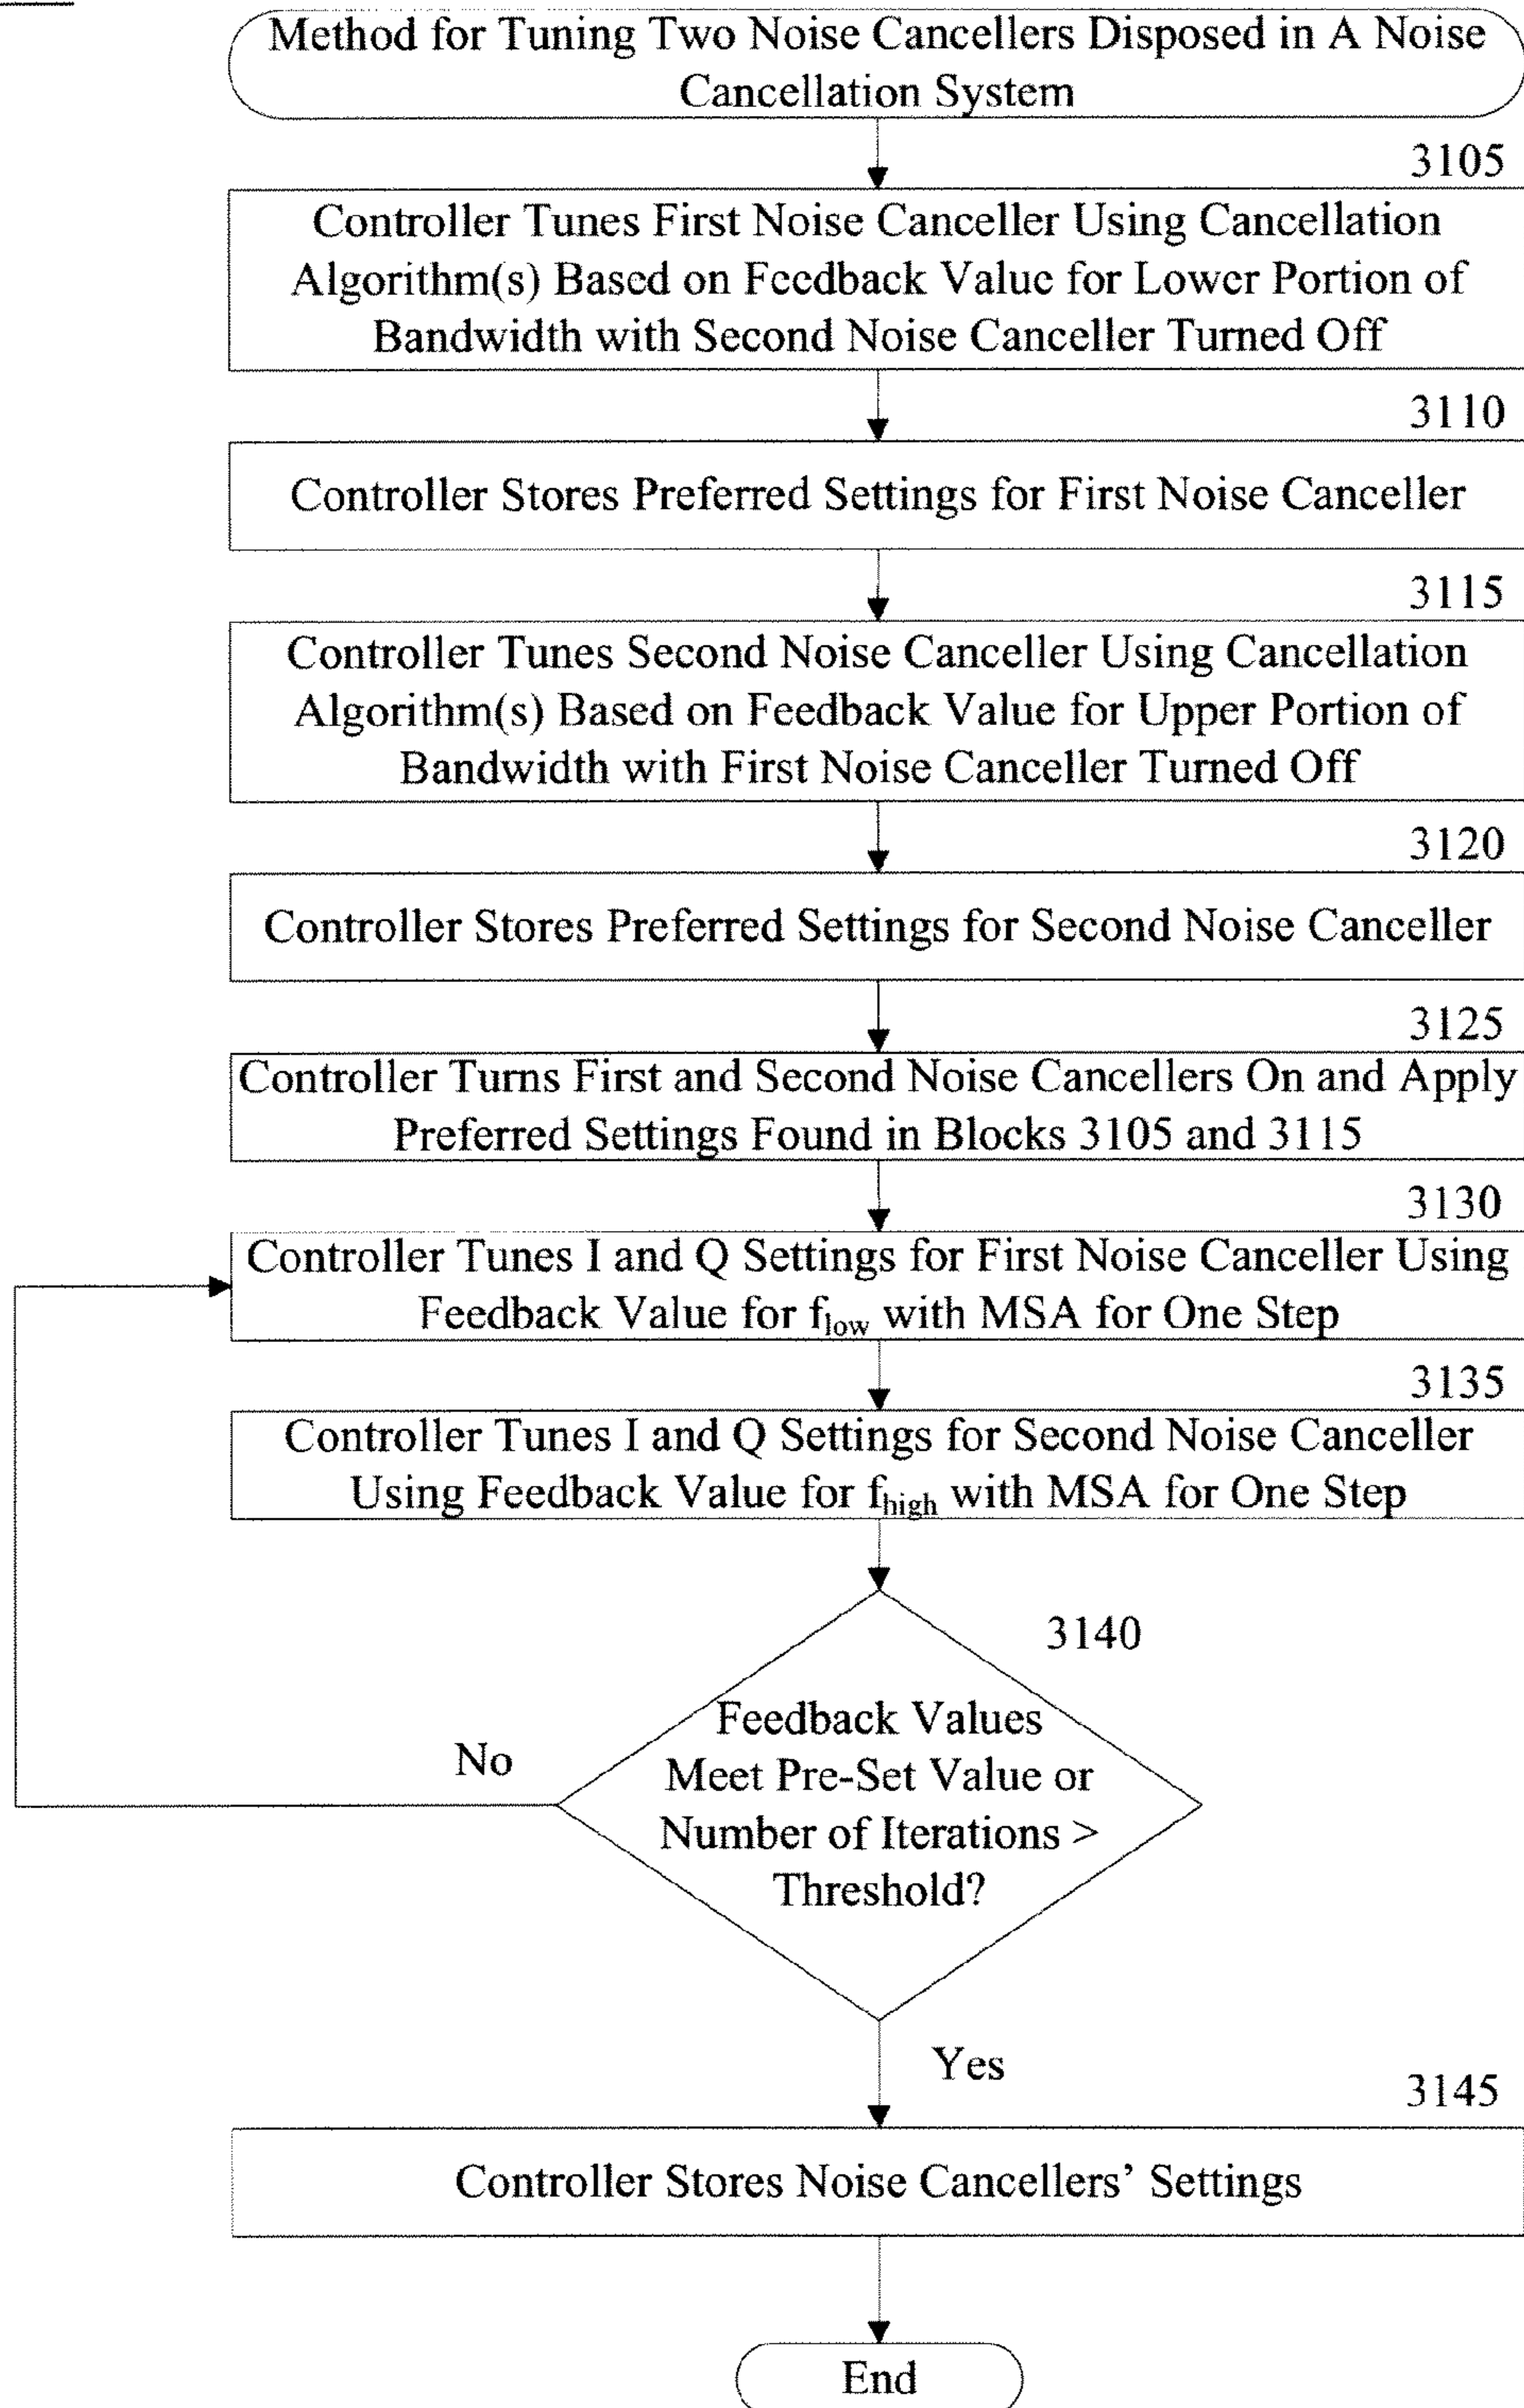 Method for Tuning Two Noise Cancellers Disposed in A Noise
Cancellation System
3105
Controller Tunes First Noise Canceller Using Cancellation
Algorithm(s) Based on Feedback Value for Lower Portion of
Bandwidth with Second Noise Canceller Turned Off
3110
Controller Stores Preferred Settings for First Noise Canceller
3115
Controller Tunes Second Noise Canceller Using Cancellation
Algorithm(s) Based on Feedback Value for Upper Portion of
Bandwidth with First Noise Canceller Turned Off
3120
Controller Stores Preferred Settings for Second Noise Canceller
3125
Controller Turns First and Second Noise Cancellers On and Apply
Preferred Settings Found in Blocks 3105 and 3115
3130
Controller Tunes I and Q Settings for First Noise Canceller Using
Feedback Value for flow with MSA for One Step
3135
Controller Tunes I and Q Settings for Second Noise Canceller
Using Feedback Value for fhigh with MSA for One Step
3140
Feedback Values
Meet Pre-Set Value or
Number of Iterations >
Threshold?
No
Yes
3145
Controller Stores Noise Cancellers' Settings
End